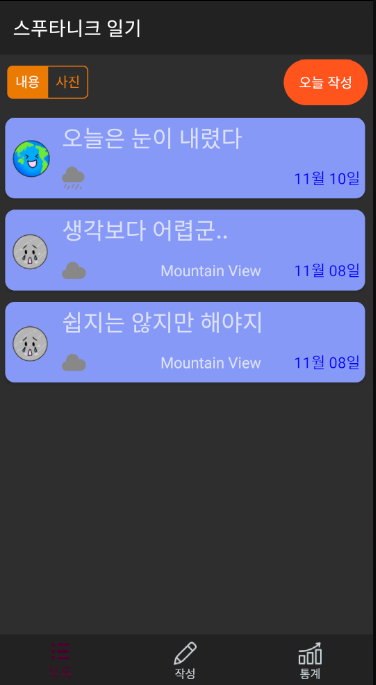 스푸타니크 일기
내용 사진
오늘 작성
오늘은 눈이 내렸다
11월 10일
생각보다 어렵군..
Mountain View 11월 08일
쉽지는 않지만 해야지
Mountain View 11월 08일
작성 통계